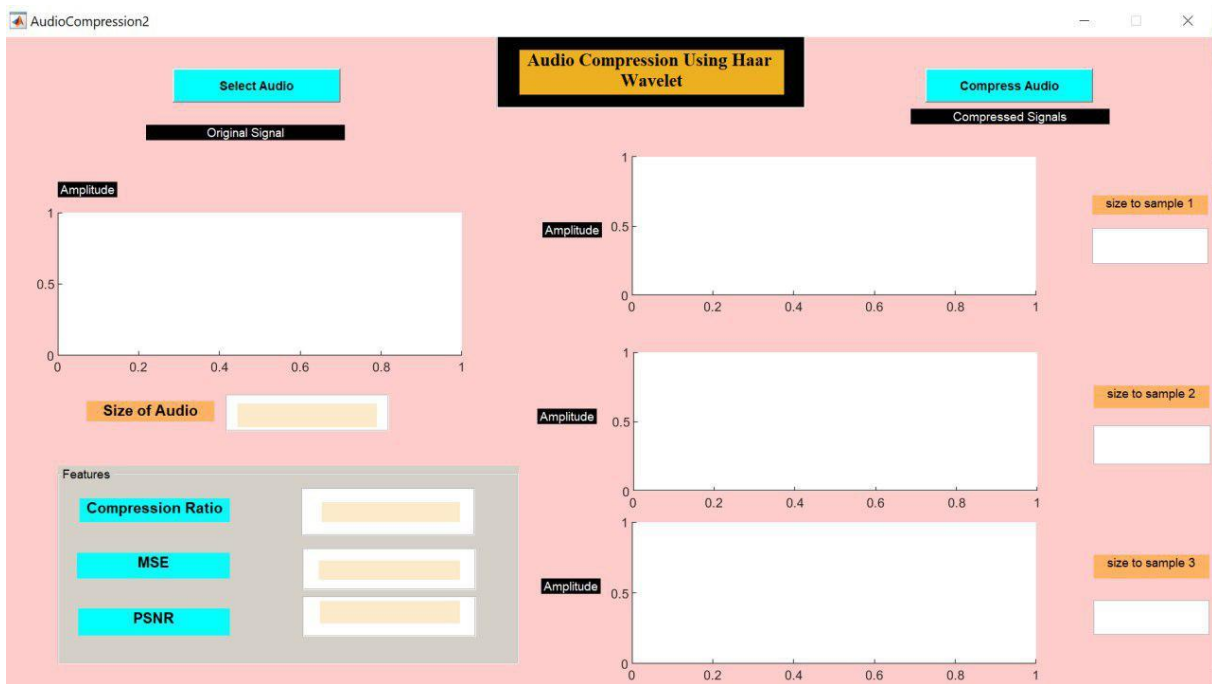 AudioCompression2
Audio Compression Using Haar
Wavelet
Select Audio
Compress Audio
Original Signal
Compressed Signals
Amplitude
1
0.5
0
0 0.2 0.4 0.6 0.8 1
Size of Audio
Features
Compression Ratio
MSE
PSNR
Amplitude
1
0.5
0
0 0.2 0.4 0.6 0.8 1
size to sample 1
Amplitude
1
0.5
0
0 0.2 0.4 0.6 0.8 1
size to sample 2
Amplitude
1
0.5
0
0 0.2 0.4 0.6 0.8 1
size to sample 3